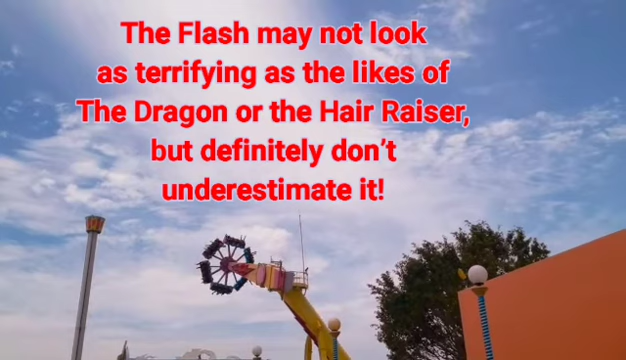 The Flash may not look
as terrifying as the likes of
The Dragon or the Hair Raiser,
but definitely don’t
underestimate it!